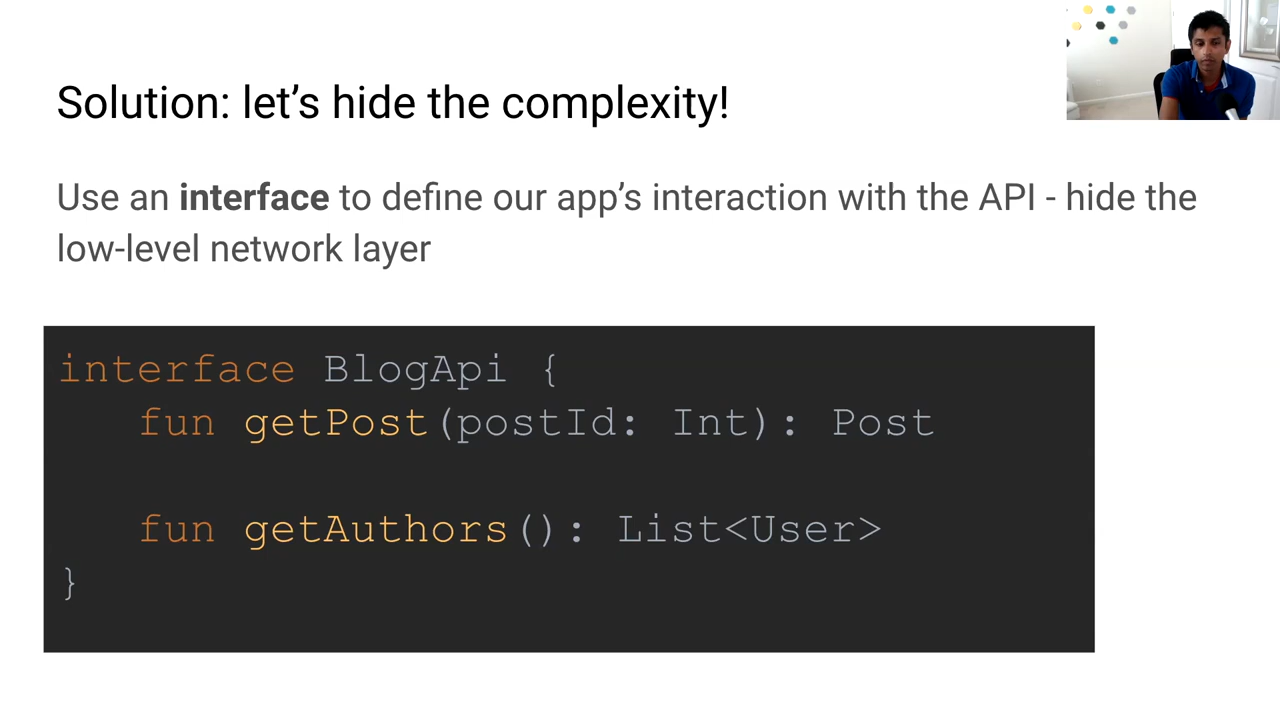 Solution: let’s hide the complexity!
Use an interface to define our app’s interaction with the API - hide the
low-level network layer
interface BlogApi {
    fun getPost(postId: Int): Post
    fun getAuthors(): List<User>
}